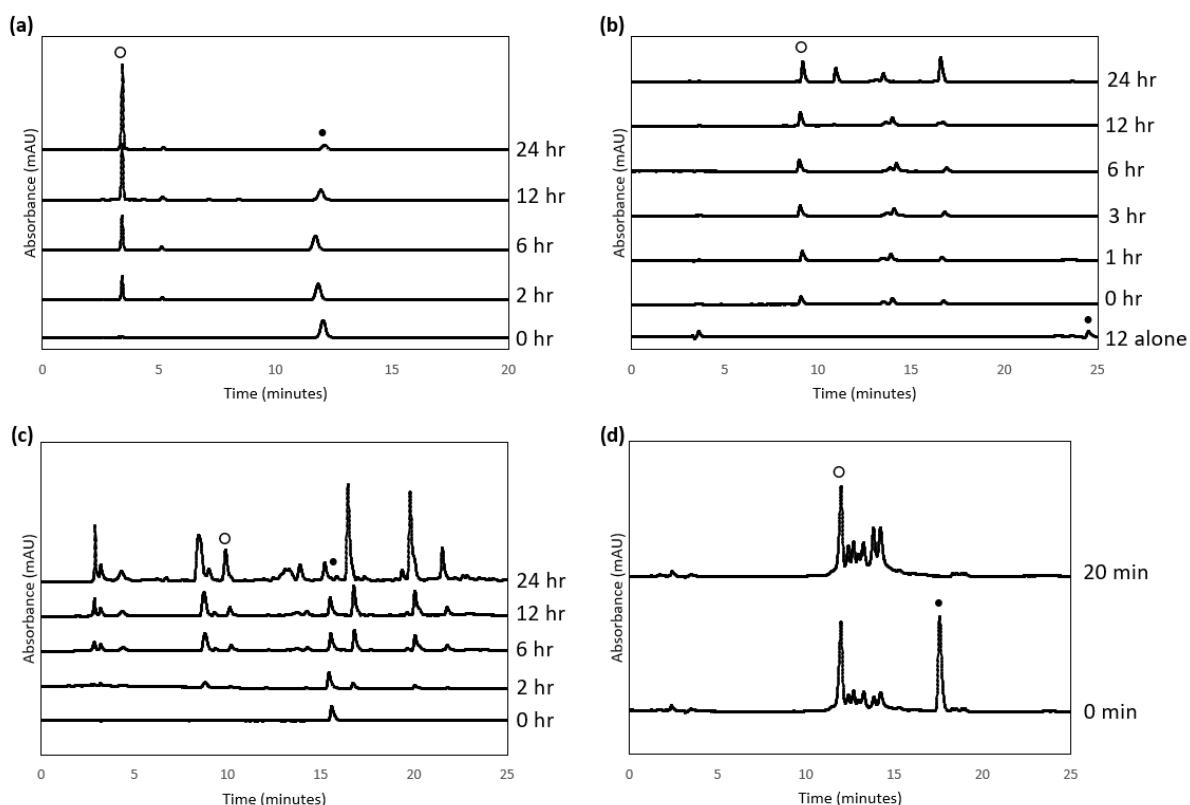 (a)
Absorbance (mAU)
24 hr
12 hr
6 hr
2 hr
0 hr
0 5 10 15 20
Time (minutes)
(b)
Absorbance (mAU)
24 hr
12 hr
6 hr
3 hr
1 hr
0 hr
12 alone
0 5 10 15 20 25
Time (minutes)
(c)
Absorbance (mAU)
24 hr
12 hr
6 hr
2 hr
0 hr
0 5 10 15 20 25
Time (minutes)
(d)
Absorbance (mAU)
20 min
0 min
0 5 10 15 20 25
Time (minutes)